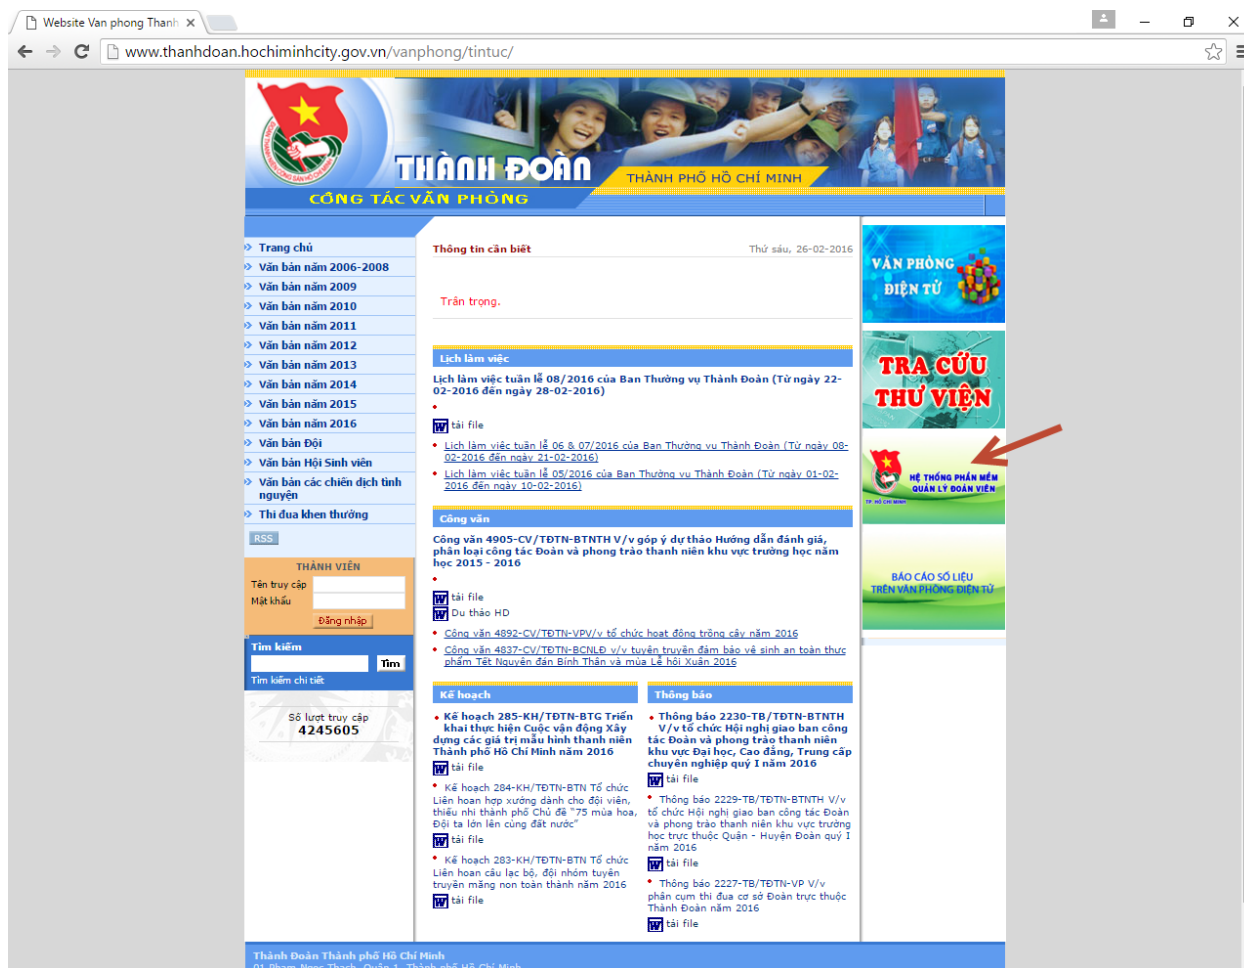 Website Van phong Thanh
www.thanhdoan.hochiminhcity.gov.vn/vanphong/tintuc/
THÀNH ĐOÀN
THÀNH PHỐ HỒ CHÍ MINH
CÔNG TÁC VĂN PHÒNG
Trang chủ
Văn bản năm 2006-2008
Văn bản năm 2009
Văn bản năm 2010
Văn bản năm 2011
Văn bản năm 2012
Văn bản năm 2013
Văn bản năm 2014
Văn bản năm 2015
Văn bản năm 2016
Văn bản Đội
Văn bản Hội Sinh viên
Văn bản các chiến dịch tình
nguyện
Thi đua khen thưởng
RSS
THÀNH VIÊN
Tên truy cập
Mật khẩu
Đăng nhập
Tìm kiếm
Tìm
Tìm kiếm chi tiết
Số lượt truy cập
4245605
Thông tin cần biết
Thứ sáu, 26-02-2016
Trân trọng.
Lịch làm việc
Lịch làm việc tuần lễ 08/2016 của Ban Thường vụ Thành Đoàn (Từ ngày 22-
02-2016 đến ngày 28-02-2016)
tải file
Lịch làm việc tuần lễ 06 & 07/2016 của Ban Thường vụ Thành Đoàn (Từ ngày 08-
02-2016 đến ngày 21-02-2016)
Lịch làm việc tuần lễ 05/2016 của Ban Thường vụ Thành Đoàn (Từ ngày 01-02-
2016 đến ngày 10-02-2016)
Công văn
Công văn 4905-CV/TĐTN-BTNTH V/v góp ý dự thảo Hướng dẫn đánh giá,
phân loại công tác Đoàn và phong trào thanh niên khu vực trường học năm
học 2015 - 2016
tải file
Du thảo HD
Công văn 4892-CV/TĐTN-VPV/v tổ chức hoạt động trồng cây năm 2016
Công văn 4837-CV/TĐTN-BCNLĐ v/v tuyên truyền đảm bảo vệ sinh an toàn thực
phẩm Tết Nguyên đán Bính Thân và mùa Lễ hội Xuân 2016
Kế hoạch
Kế hoạch 285-KH/TĐTN-BTG Triển
khai thực hiện Cuộc vận động Xây
dựng các giá trị mẫu hình thanh niên
Thành phố Hồ Chí Minh năm 2016
tải file
Kế hoạch 284-KH/TĐTN-BTN Tổ chức
Liên hoan hợp xướng dành cho đội viên,
thiếu nhi thành phố Chủ đề "75 mùa hoa,
Đội ta lớn lên cùng đất nước"
tải file
Kế hoạch 283-KH/TĐTN-BTN Tổ chức
Liên hoan câu lạc bộ, đội nhóm tuyên
truyền măng non toàn thành năm 2016
tải file
Thông báo
Thông báo 2230-TB/TĐTN-BTNTH
V/v tổ chức Hội nghị giao ban công
tác Đoàn và phong trào thanh niên
khu vực Đại học, Cao đẳng, Trung cấp
chuyên nghiệp quý I năm 2016
tải file
Thông báo 2229-TB/TĐTN-BTNTH V/v
tổ chức Hội nghị giao ban công tác Đoàn
và phong trào thanh niên khu vực trường
học trực thuộc Quận - Huyện Đoàn quý I
năm 2016
tải file
Thông báo 2227-TB/TĐTN-VP V/v
phân cụm thi đua cơ sở Đoàn trực thuộc
Thành Đoàn năm 2016
tải file
VĂN PHÒNG
ĐIỆN TỬ
TRA CỨU
THƯ VIỆN
HỆ THỐNG PHẦN MỀM
QUẢN LÝ ĐOÀN VIÊN
TP. HỒ CHÍ MINH
BÁO CÁO SỐ LIỆU
TRÊN VĂN PHÒNG ĐIỆN TỬ
Thành Đoàn Thành phố Hồ Chí Minh
01 Phạm Ngọc Thạch, Quận 1, Thành phố Hồ Chí Minh